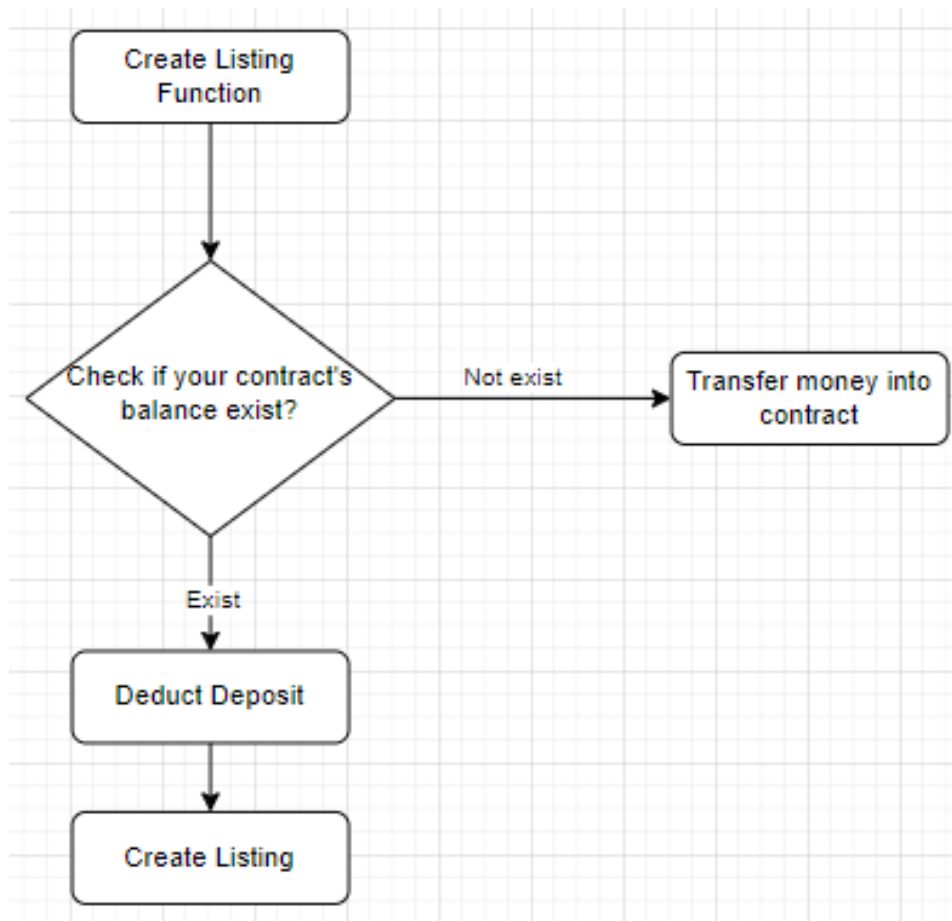 Create Listing
Function
Check if your contract's
balance exist?
Not exist
Transfer money into
contract
Exist
Deduct Deposit
Create Listing